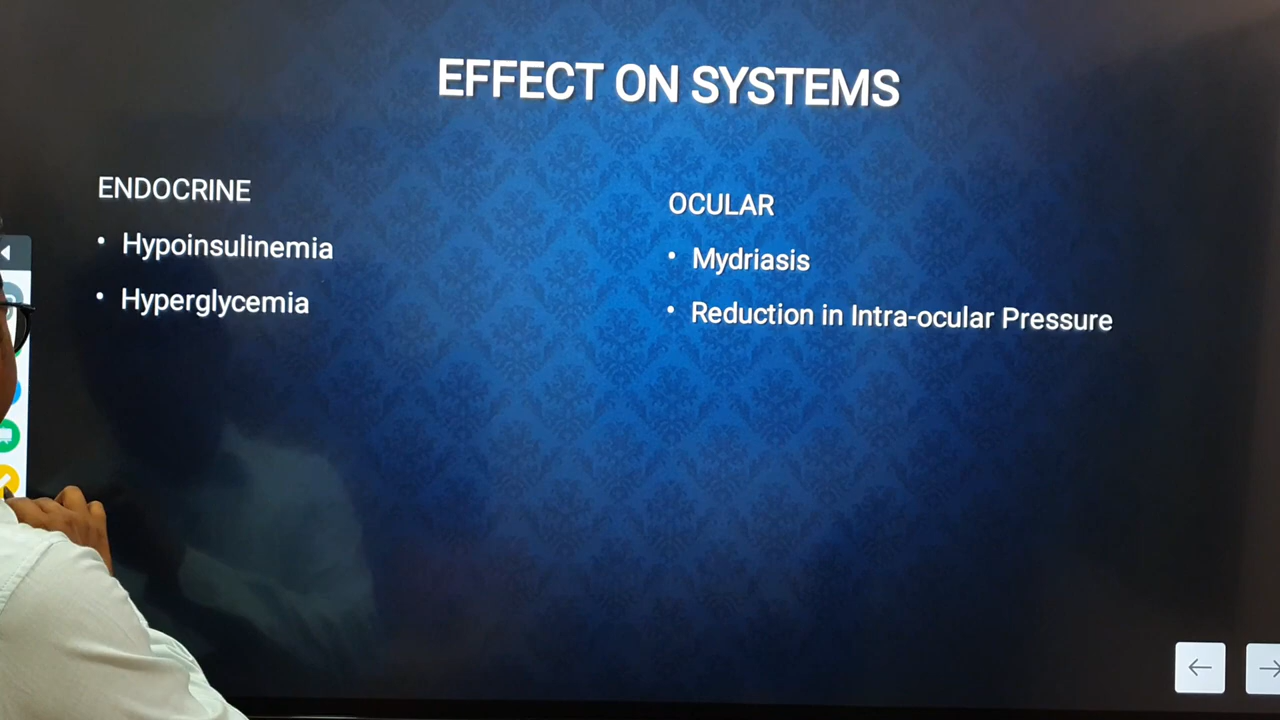 EFFECT ON SYSTEMS
ENDOCRINE
• Hypoinsulinemia
• Hyperglycemia
OCULAR
• Mydriasis
• Reduction in Intra-ocular Pressure